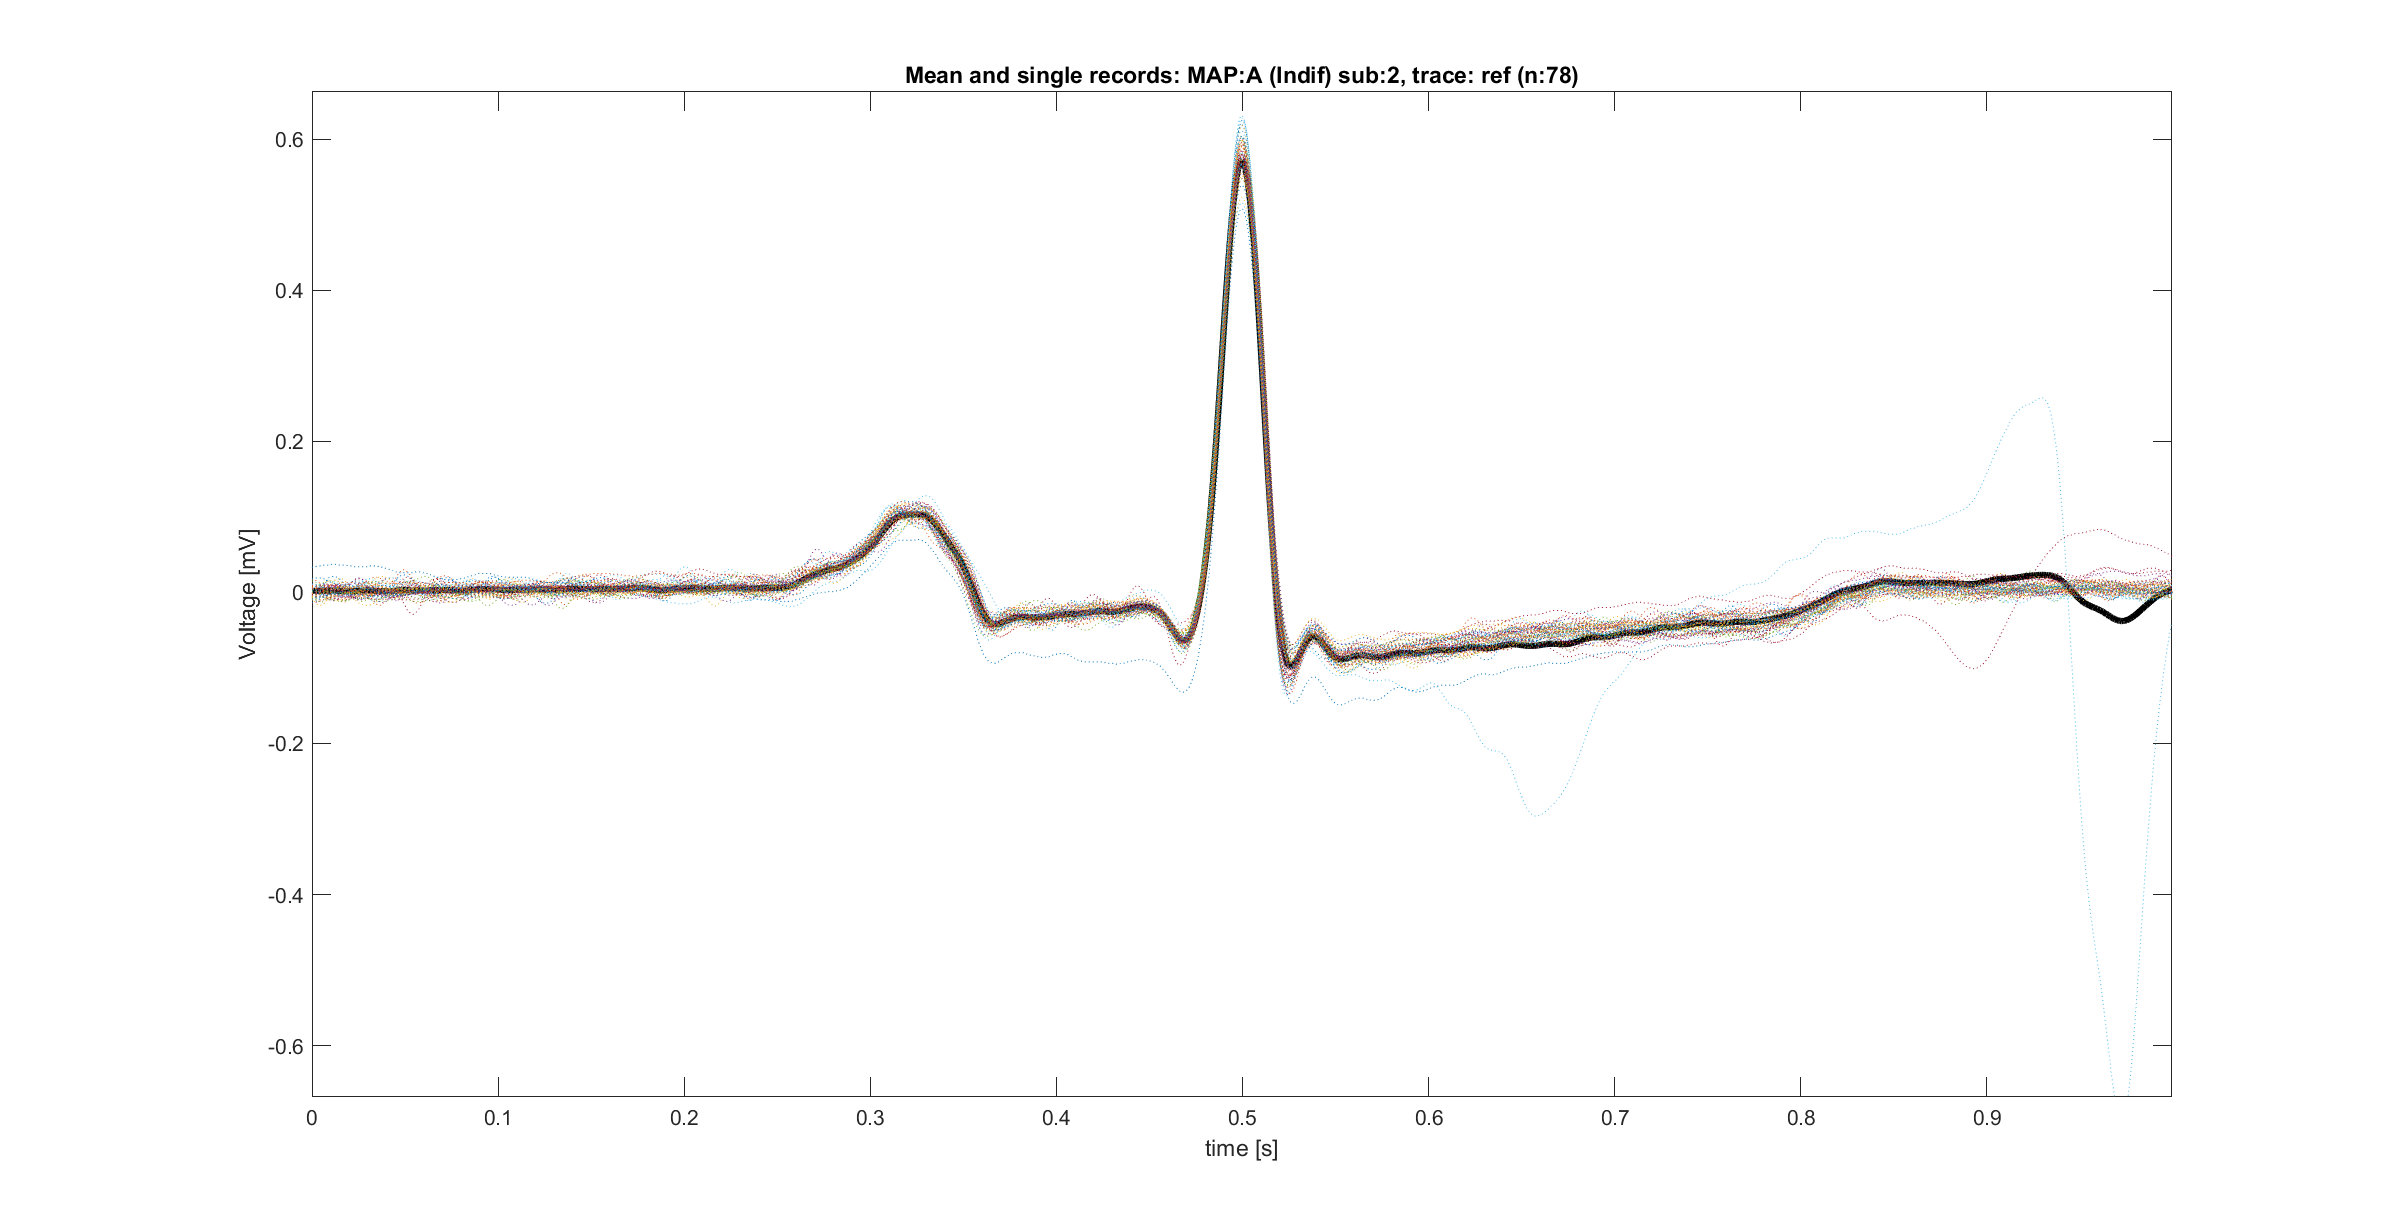 Mean and single records: MAP:A (Indif) sub:2, trace: ref (n:78)
0.6
0.4
0.2
0
-0.2
-0.4
-0.6
Voltage [mV]
0 0.1 0.2 0.3 0.4 0.5 0.6 0.7 0.8 0.9
time [s]